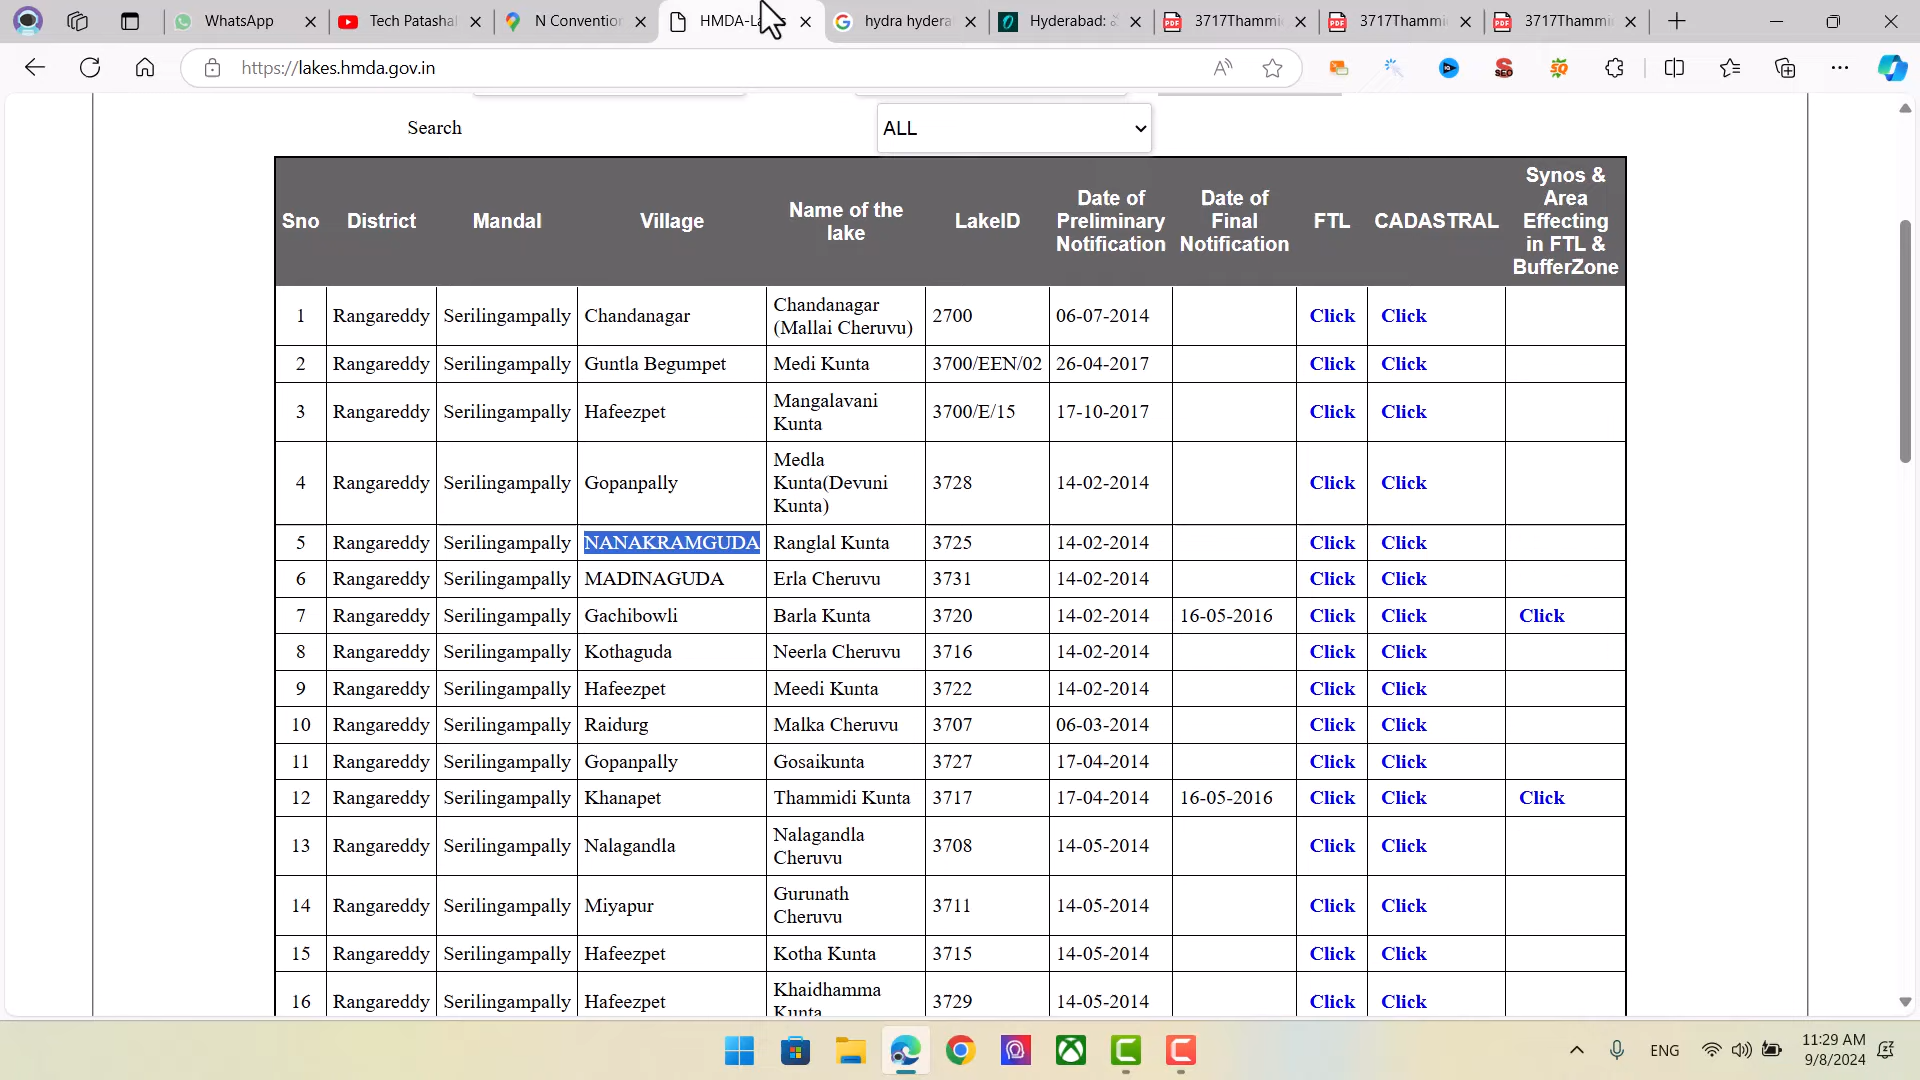 WhatsApp
Tech Patashal
N Conventio
HMDA-La
hydra hydera
Hyderabad:
3717Thammi
3717Thammi
3717Thammi
https://lakes.hmda.gov.in
Search
ALL
Sno District Mandal Village Name of the lake LakeID Date of Preliminary Notification Date of Final Notification FTL CADASTRAL Synos & Area Effecting in FTL & BufferZone
1 Rangareddy Serilingampally Chandanagar Chandanagar (Mallai Cheruvu) 2700 06-07-2014 Click Click
2 Rangareddy Serilingampally Guntla Begumpet Medi Kunta 3700/EEN/02 26-04-2017 Click Click
3 Rangareddy Serilingampally Hafeezpet Mangalavani Kunta 3700/E/15 17-10-2017 Click Click
4 Rangareddy Serilingampally Gopanpally Medla Kunta(Devuni Kunta) 3728 14-02-2014 Click Click
5 Rangareddy Serilingampally NANAKRAMGUDA Ranglal Kunta 3725 14-02-2014 Click Click
6 Rangareddy Serilingampally MADINAGUDA Erla Cheruvu 3731 14-02-2014 Click Click
7 Rangareddy Serilingampally Gachibowli Barla Kunta 3720 14-02-2014 16-05-2016 Click Click Click
8 Rangareddy Serilingampally Kothaguda Neerla Cheruvu 3716 14-02-2014 Click Click
9 Rangareddy Serilingampally Hafeezpet Meedi Kunta 3722 14-02-2014 Click Click
10 Rangareddy Serilingampally Raidurg Malka Cheruvu 3707 06-03-2014 Click Click
11 Rangareddy Serilingampally Gopanpally Gosaikunta 3727 17-04-2014 Click Click
12 Rangareddy Serilingampally Khanapet Thammidi Kunta 3717 17-04-2014 16-05-2016 Click Click Click
13 Rangareddy Serilingampally Nalagandla Nalagandla Cheruvu 3708 14-05-2014 Click Click
14 Rangareddy Serilingampally Miyapur Gurunath Cheruvu 3711 14-05-2014 Click Click
15 Rangareddy Serilingampally Hafeezpet Kotha Kunta 3715 14-05-2014 Click Click
16 Rangareddy Serilingampally Hafeezpet Khaidhamma Kunta 3729 14-05-2014 Click Click
ENG
11:29 AM
9/8/2024